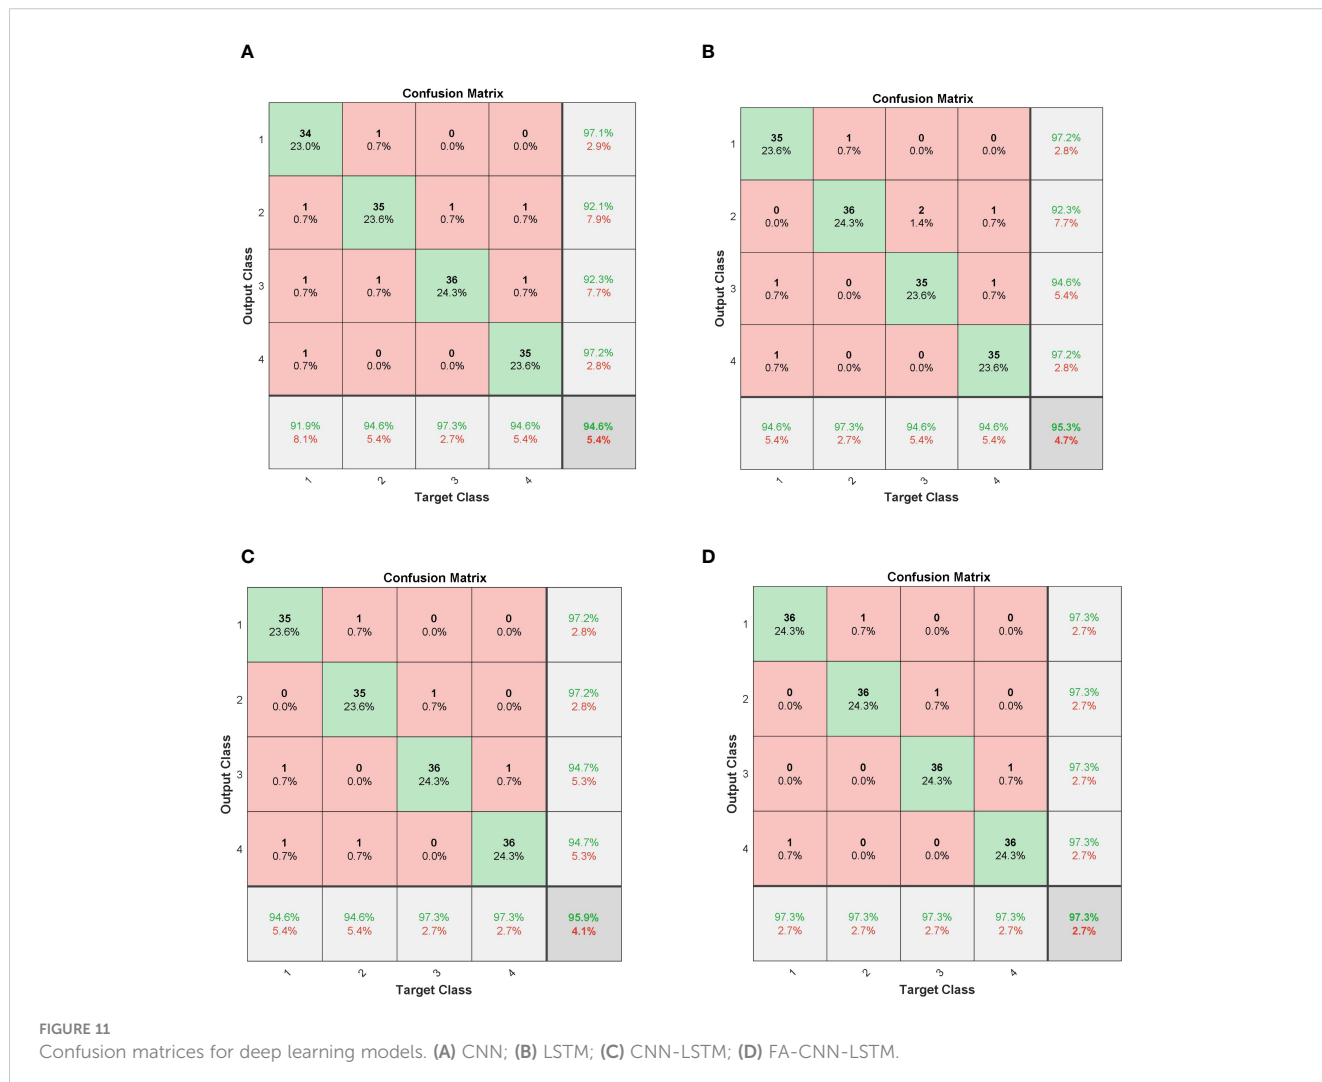 A
Confusion Matrix
34 1 0 0 97.1%
1
23.0% 0.7% 0.0% 0.0% 2.9%
1 35 1 1 92.1%
2
0.7% 23.6% 0.7% 0.7% 7.9%
1 1 36 1 92.3%
3
0.7% 0.7% 24.3% 0.7% 7.7%
1 0 0 35 97.2%
4
0.7% 0.0% 0.0% 23.6% 2.8%
91.9% 94.6% 97.3% 94.6% 94.6%
8.1% 5.4% 2.7% 5.4% 5.4%
1 2 3 4
Target Class
Output Class
B
Confusion Matrix
35 1 0 0 97.2%
1
23.6% 0.7% 0.0% 0.0% 2.8%
0 36 2 1 92.3%
2
0.0% 24.3% 1.4% 0.7% 7.7%
1 0 35 1 94.6%
3
0.7% 0.0% 23.6% 0.7% 5.4%
1 0 0 35 97.2%
4
0.7% 0.0% 0.0% 23.6% 2.8%
94.6% 97.3% 94.6% 94.6% 95.3%
5.4% 2.7% 5.4% 5.4% 4.7%
1 2 3 4
Target Class
Output Class
C
Confusion Matrix
35 1 0 0 97.2%
1
23.6% 0.7% 0.0% 0.0% 2.8%
0 35 1 0 97.2%
2
0.0% 23.6% 0.7% 0.0% 2.8%
1 0 36 1 94.7%
3
0.7% 0.0% 24.3% 0.7% 5.3%
1 1 0 36 94.7%
4
0.7% 0.7% 0.0% 24.3% 5.3%
94.6% 94.6% 97.3% 97.3% 95.9%
5.4% 5.4% 2.7% 2.7% 4.1%
1 2 3 4
Target Class
Output Class
D
Confusion Matrix
36 1 0 0 97.3%
1
24.3% 0.7% 0.0% 0.0% 2.7%
0 36 1 0 97.3%
2
0.0% 24.3% 0.7% 0.0% 2.7%
0 0 36 1 97.3%
3
0.0% 0.0% 24.3% 0.7% 2.7%
1 0 0 36 97.3%
4
0.7% 0.0% 0.0% 24.3% 2.7%
97.3% 97.3% 97.3% 97.3% 97.3%
2.7% 2.7% 2.7% 2.7% 2.7%
1 2 3 4
Target Class
Output Class
FIGURE 11
Confusion matrices for deep learning models. (A) CNN; (B) LSTM; (C) CNN-LSTM; (D) FA-CNN-LSTM.